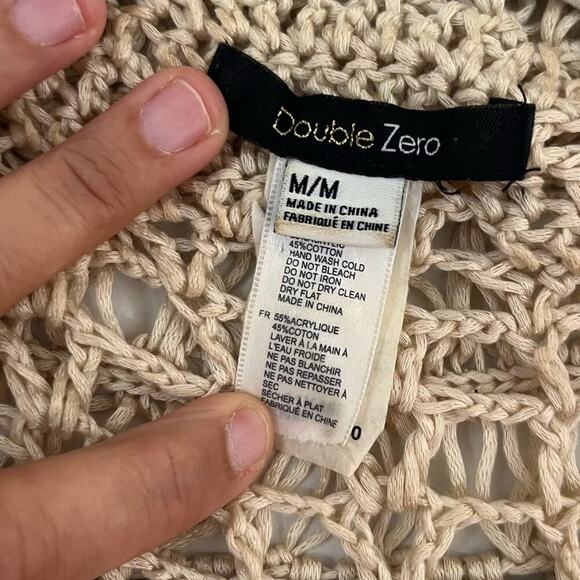 Double Zero
M/M
MADE IN CHINA
FABRIQUÉ EN CHINE
45%COTTON
HAND WASH COLD
DO NOT BLEACH
DO NOT IRON
DO NOT DRY CLEAN
DRY FLAT
MADE IN CHINA
FR 55%ACRYLIQUE
45%COTON
LAVER À LA MAIN À
L'EAU FROIDE
NE PAS BLANCHIR
NE PAS REPASSER
NE PAS NETTOYER À
SEC
SÉCHER À PLAT
FABRIQUÉ EN CHINE
0